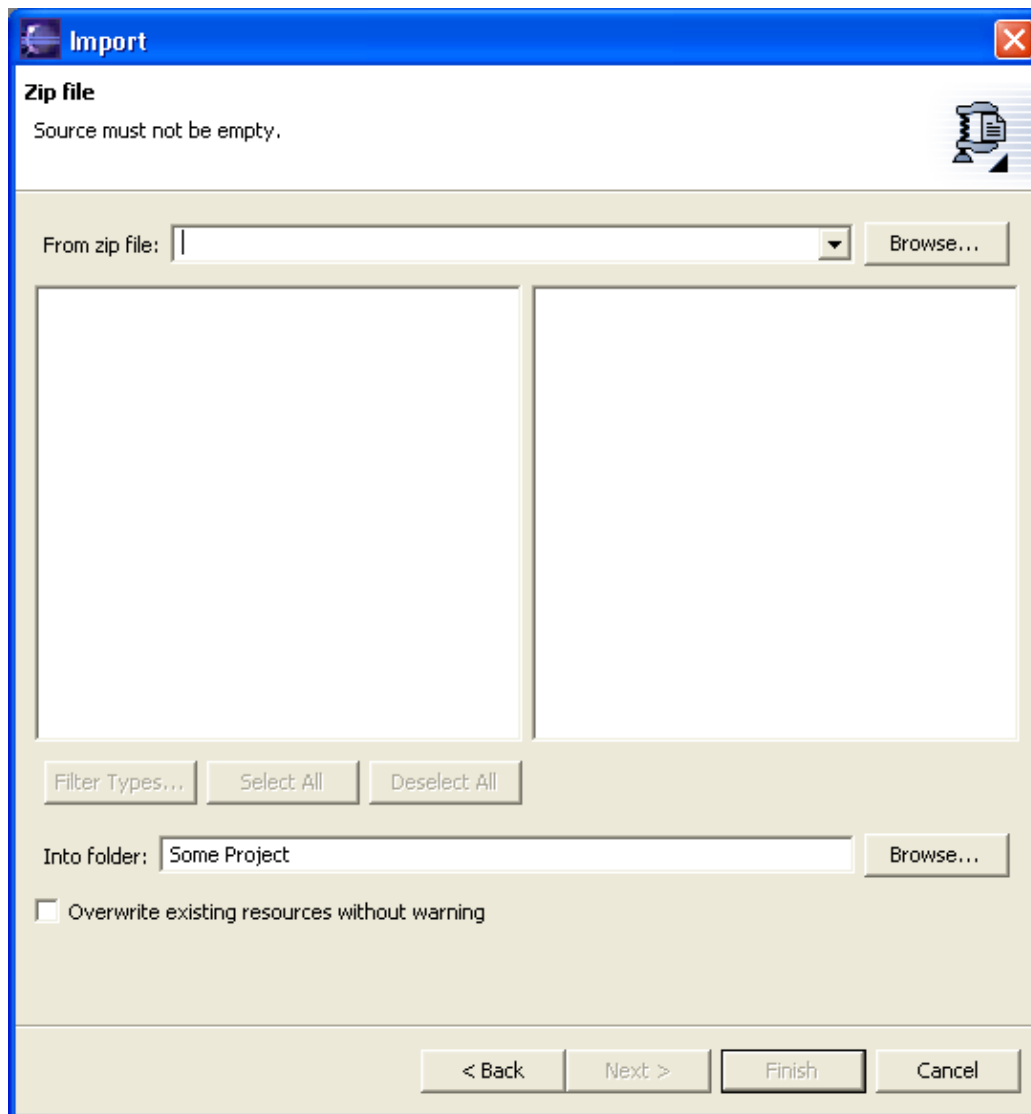 Import
Zip file
Source must not be empty.
From zip file:
Browse...
Filter Types...
Select All
Deselect All
Into folder:
Some Project
Browse...
Overwrite existing resources without warning
< Back
Next >
Finish
Cancel